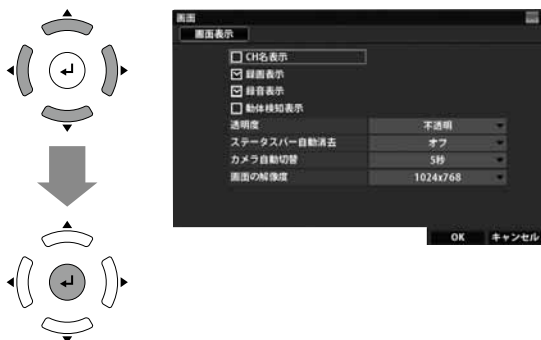 画面
画面表示
CH名表示
録画表示
録音表示
動体検知表示
透明度 不透明
ステータスバー自動消去 オフ
カメラ自動切替 5秒
画面の解像度 1024x768
OK キャンセル